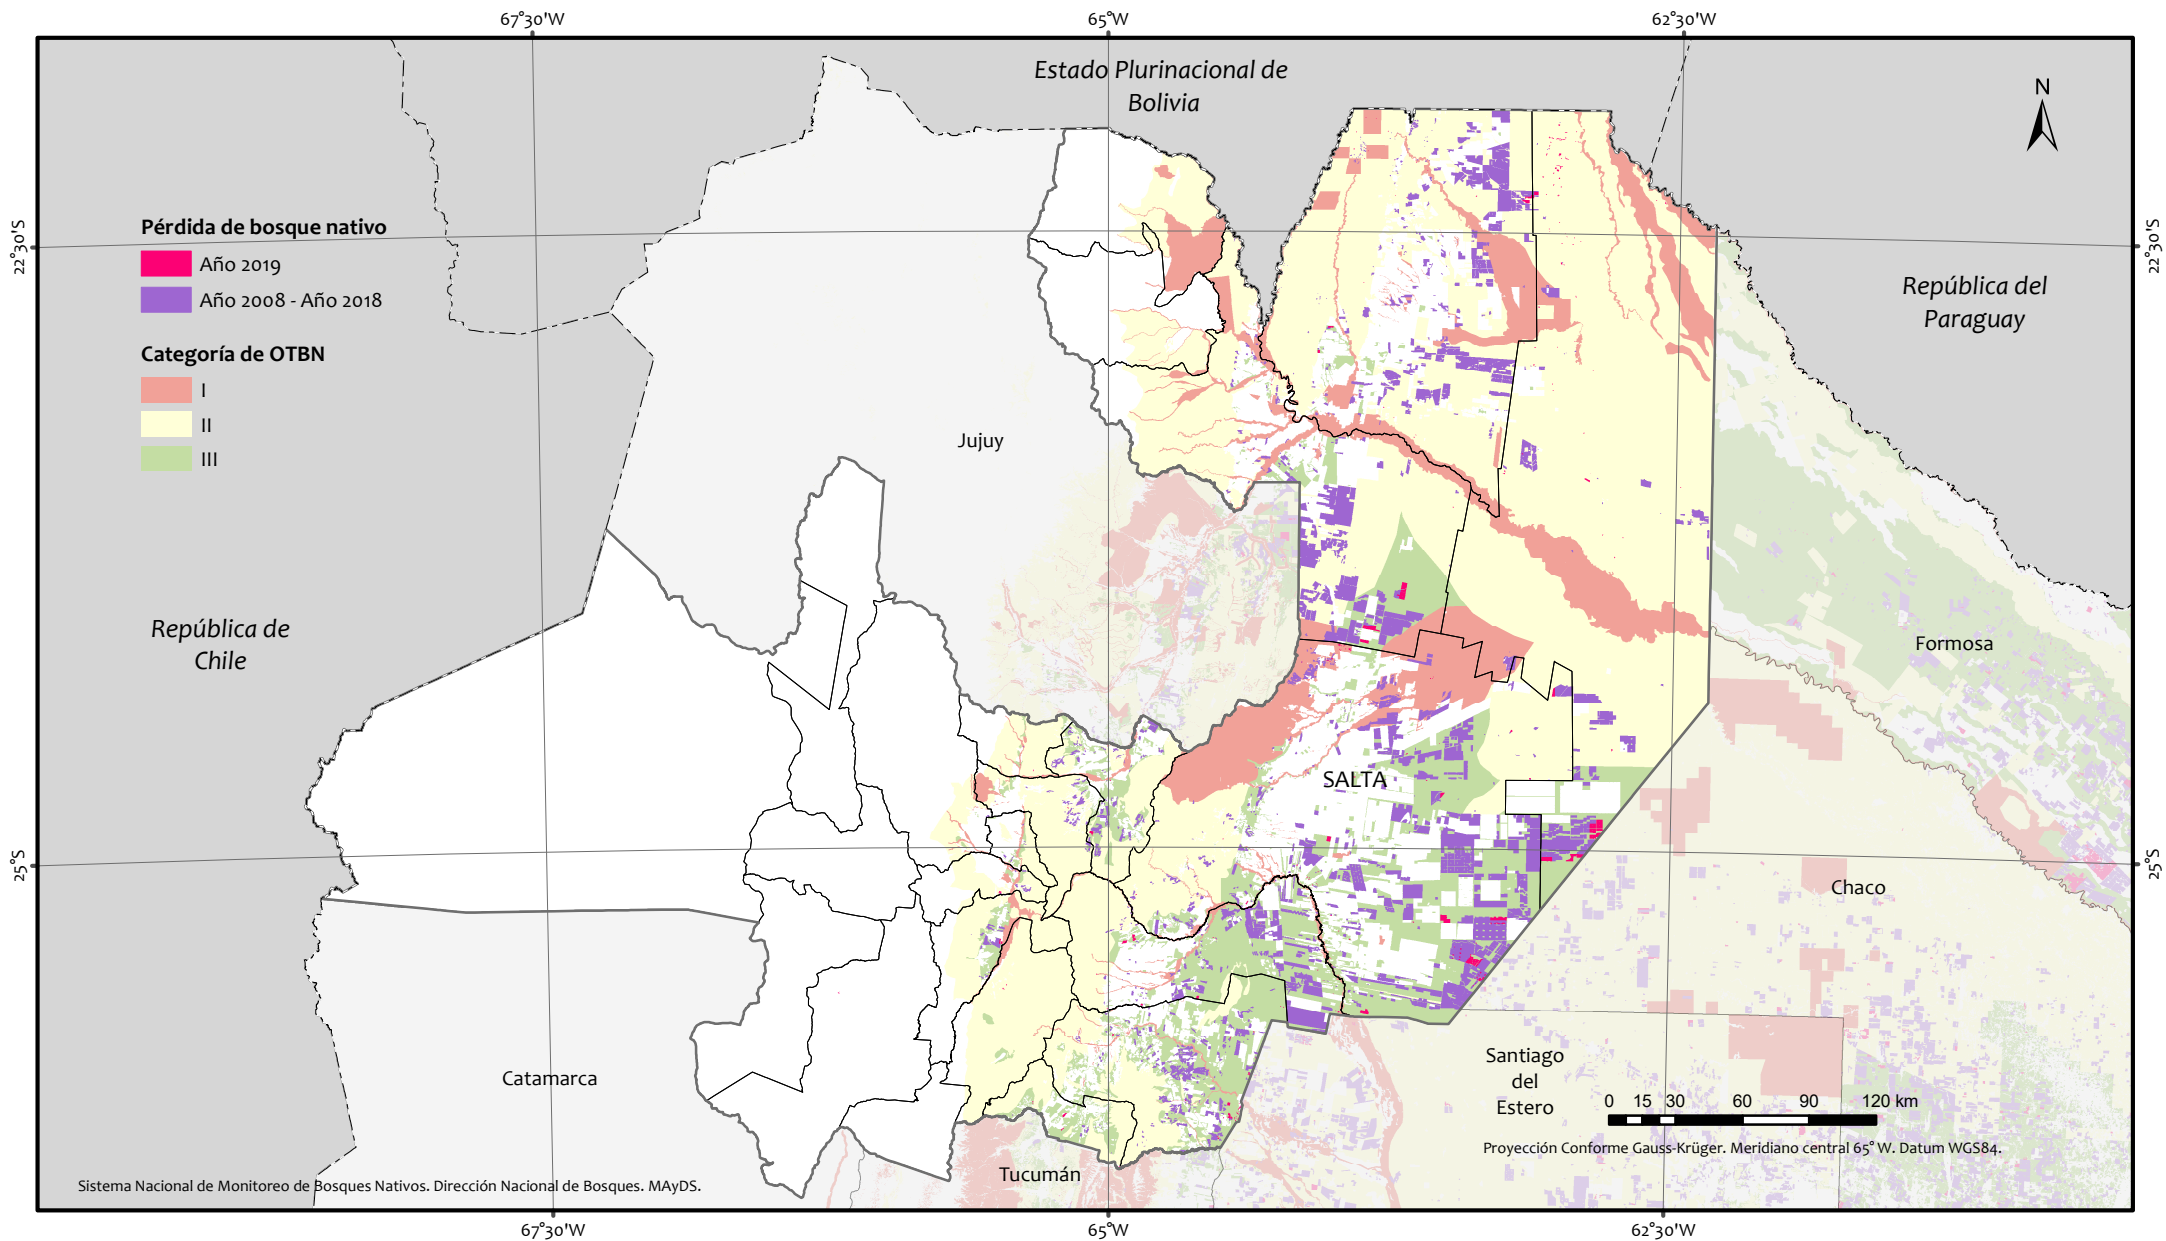 67°30'W
65°W
62°30'W
Estado Plurinacional de
Bolivia
N
Pérdida de bosque nativo
Año 2019
Año 2008 - Año 2018
Categoría de OTBN
I
II
III
22°30'S
22°30'S
República del
Paraguay
Jujuy
República de
Chile
Formosa
SALTA
25°S
25°S
Chaco
Catamarca
Santiago
del
Estero
0 15 30 60 90 120 km
Proyección Conforme Gauss-Krüger. Meridiano central 65° W. Datum WGS84.
Tucumán
Sistema Nacional de Monitoreo de Bosques Nativos. Dirección Nacional de Bosques. MAyDS.
67°30'W
65°W
62°30'W